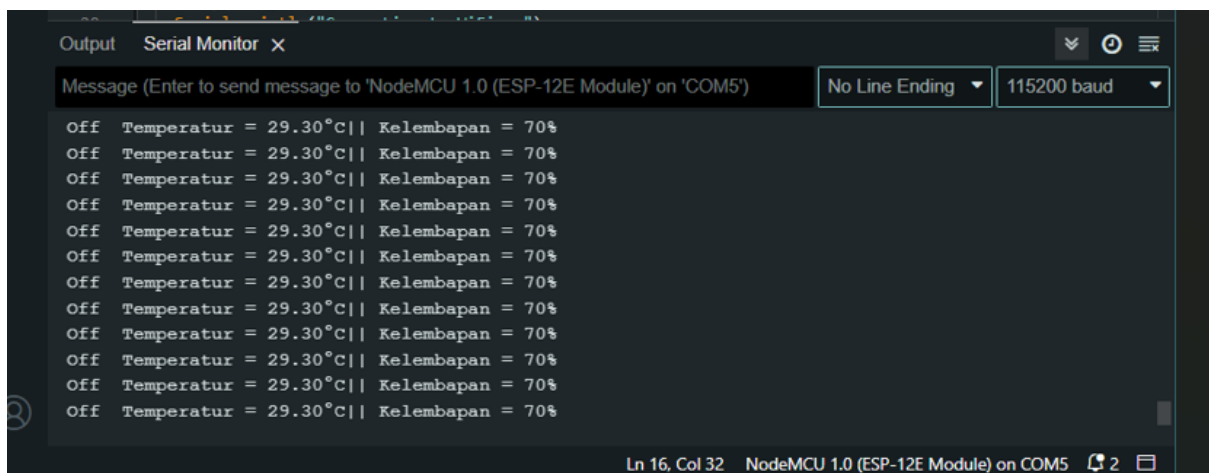 Output Serial Monitor ×
Message (Enter to send message to 'NodeMCU 1.0 (ESP-12E Module)' on 'COM5') No Line Ending 115200 baud
Off Temperatur = 29.30°C|| Kelembapan = 70%
Off Temperatur = 29.30°C|| Kelembapan = 70%
Off Temperatur = 29.30°C|| Kelembapan = 70%
Off Temperatur = 29.30°C|| Kelembapan = 70%
Off Temperatur = 29.30°C|| Kelembapan = 70%
Off Temperatur = 29.30°C|| Kelembapan = 70%
Off Temperatur = 29.30°C|| Kelembapan = 70%
Off Temperatur = 29.30°C|| Kelembapan = 70%
Off Temperatur = 29.30°C|| Kelembapan = 70%
Off Temperatur = 29.30°C|| Kelembapan = 70%
Off Temperatur = 29.30°C|| Kelembapan = 70%
Off Temperatur = 29.30°C|| Kelembapan = 70%
Ln 16, Col 32 NodeMCU 1.0 (ESP-12E Module) on COM5 2